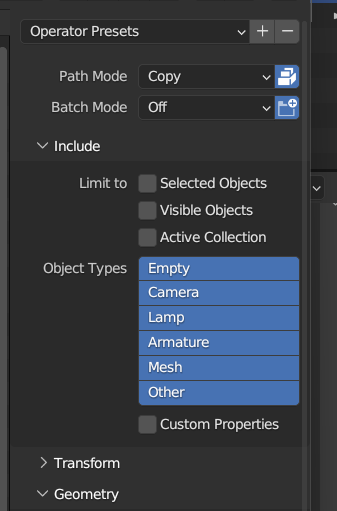 Operator Presets
Path Mode Copy
Batch Mode Off
Include
Limit to Selected Objects
Visible Objects
Active Collection
Object Types Empty
Camera
Lamp
Armature
Mesh
Other
Custom Properties
Transform
Geometry